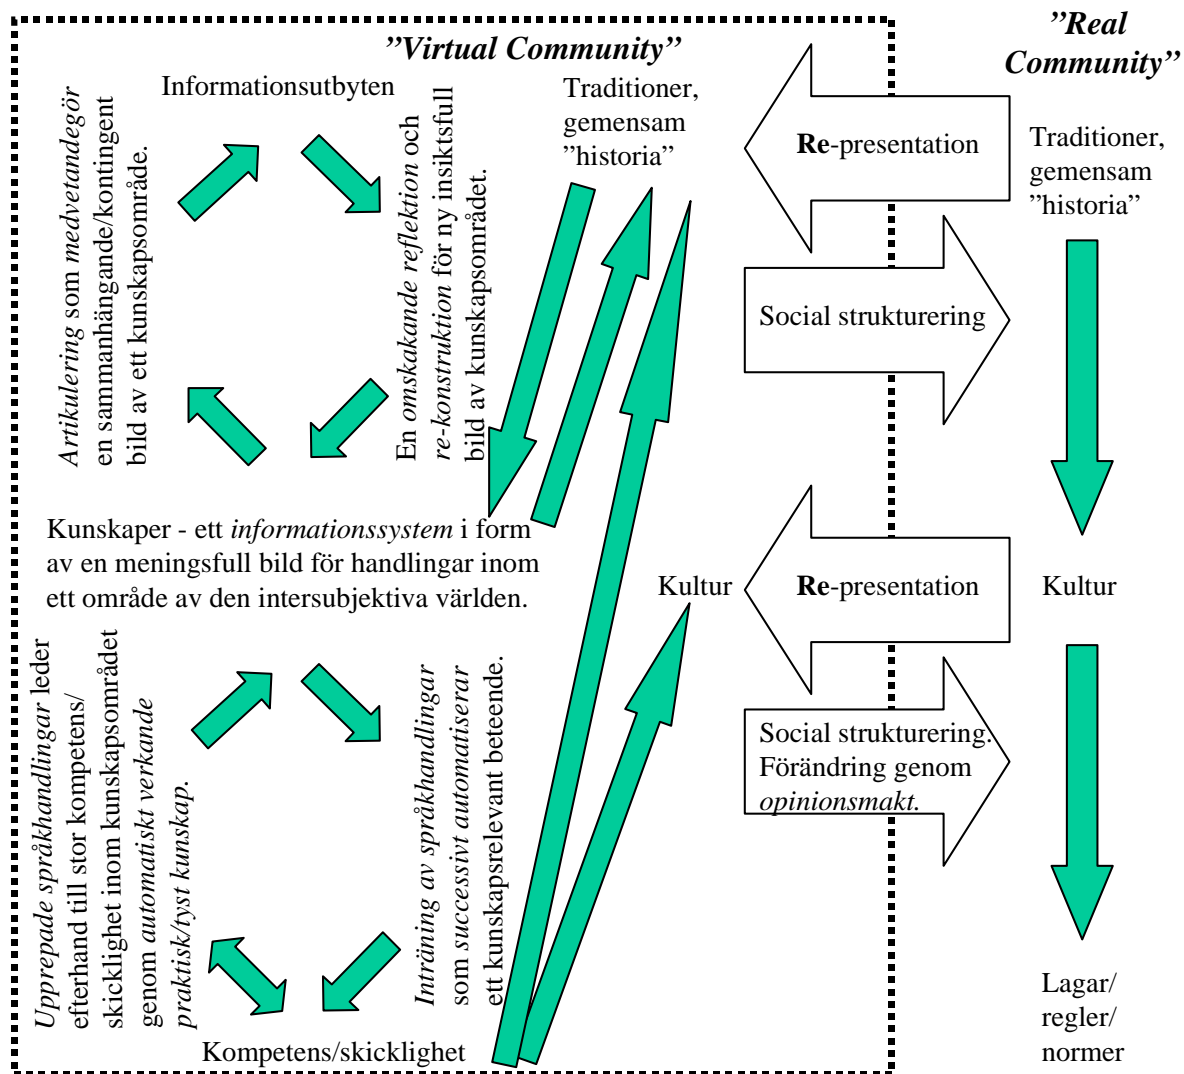 ”Virtual Community”
”Real
Community”
Informationsutbyten
Artikulering som medvetandegör
en sammanhängande/kontingent
bild av ett kunskapsområde.
En omskakande reflektion och
re-konstruktion för ny insiktsfull
bild av kunskapsområdet.
Traditioner,
gemensam
”historia”
Re-presentation
Traditioner,
gemensam
”historia”
Social strukturering
Kunskaper - ett informationssystem i form
av en meningsfull bild för handlingar inom
ett område av den intersubjektiva världen.
Kultur
Re-presentation
Kultur
Upprepade språkhandlingar leder
efterhand till stor kompetens/
skicklighet inom kunskapsområdet
genom automatiskt verkande
praktisk/tyst kunskap.
Inträning av språkhandlingar
som successivt automatiserar
ett kunskapsrelevant beteende.
Social strukturering.
Förändring genom
opinionsmakt.
Kompetens/skicklighet
Lagar/
regler/
normer